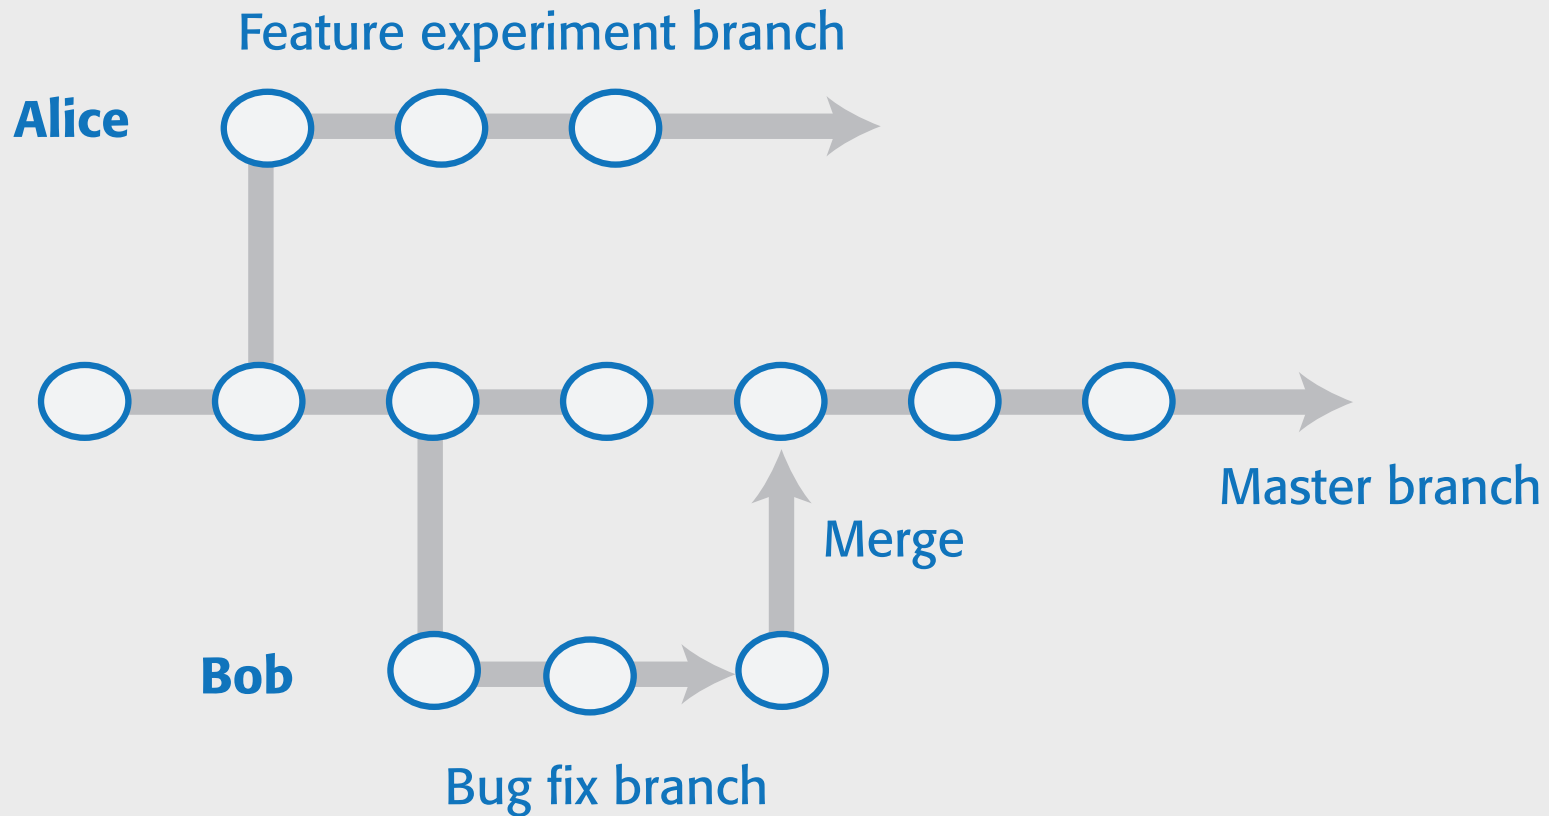 Feature experiment branch
Alice
Master branch
Merge
Bob
Bug fix branch